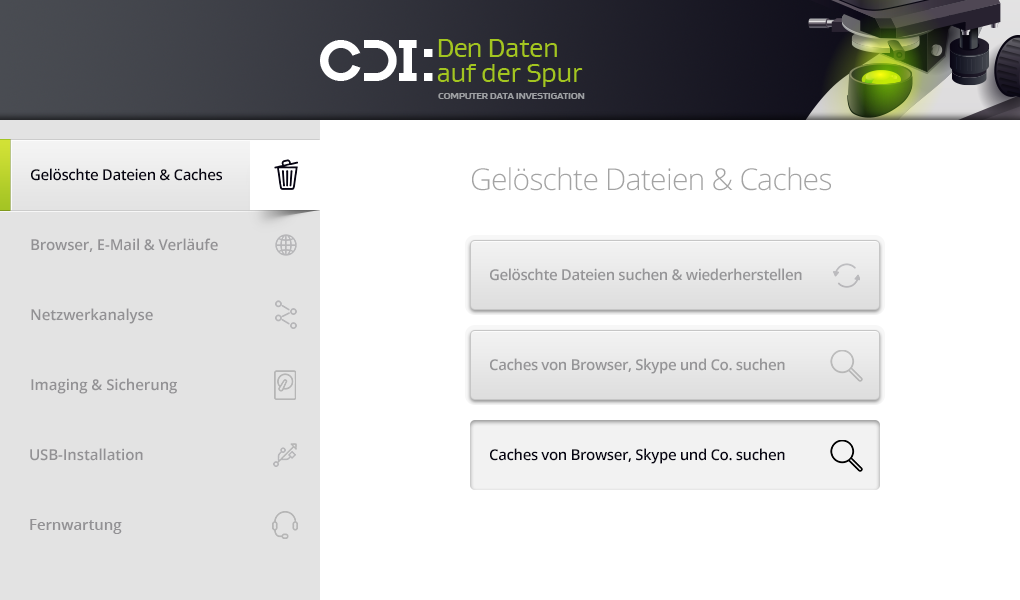 CDI:
Den Daten
auf der Spur
COMPUTER DATA INVESTIGATION
Gelöschte Dateien & Caches
Browser, E-Mail & Verläufe
Netzwerkanalyse
Imaging & Sicherung
USB-Installation
Fernwartung
Gelöschte Dateien & Caches
Gelöschte Dateien suchen & wiederherstellen
Caches von Browser, Skype und Co. suchen
Caches von Browser, Skype und Co. suchen